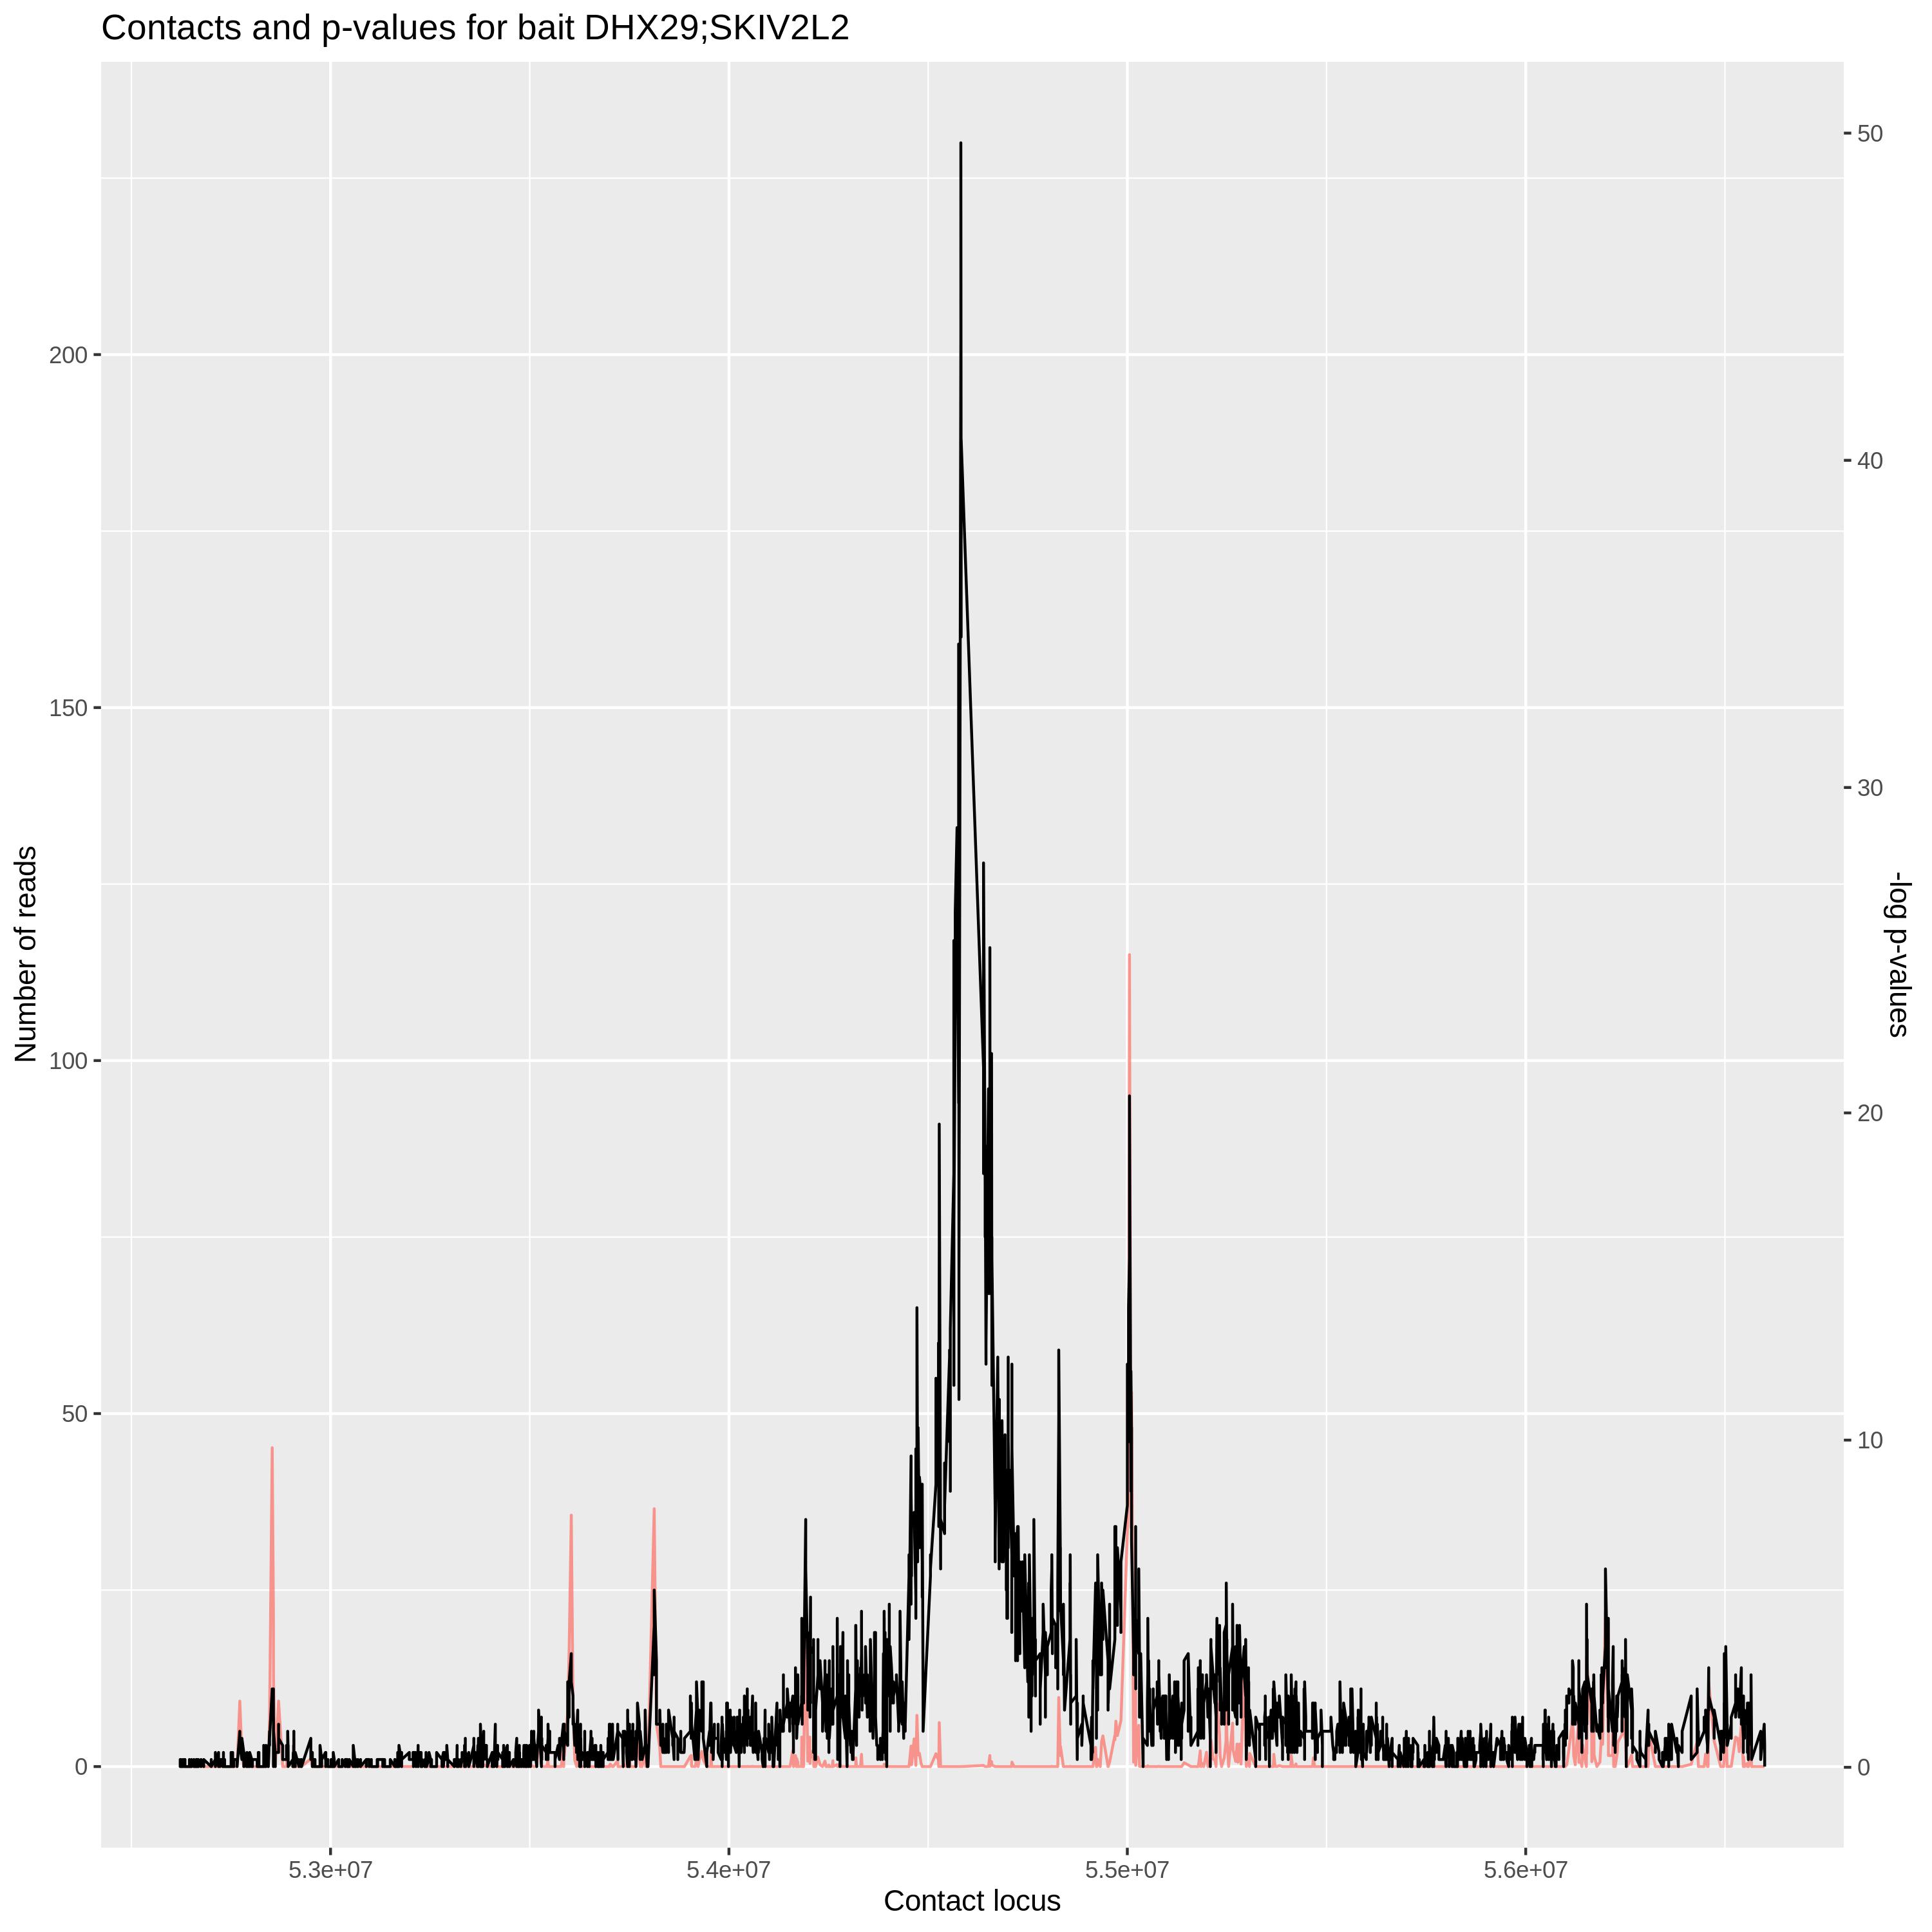 Contacts and p-values for bait DHX29;SKIV2L2
Number of reads
200
150
100
50
0
50
40
30
20
10
0
-log p-values
5.3e+07 5.4e+07 5.5e+07 5.6e+07
Contact locus